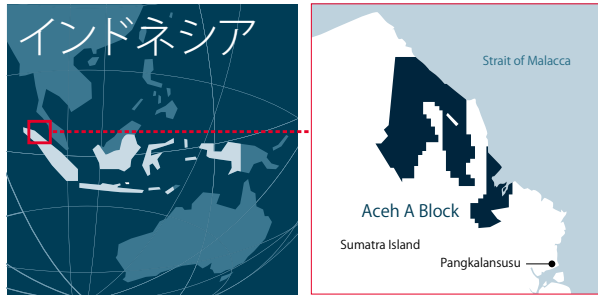 インドネシア
Strait of Malacca
Aceh A Block
Sumatra Island
Pangkalansusu